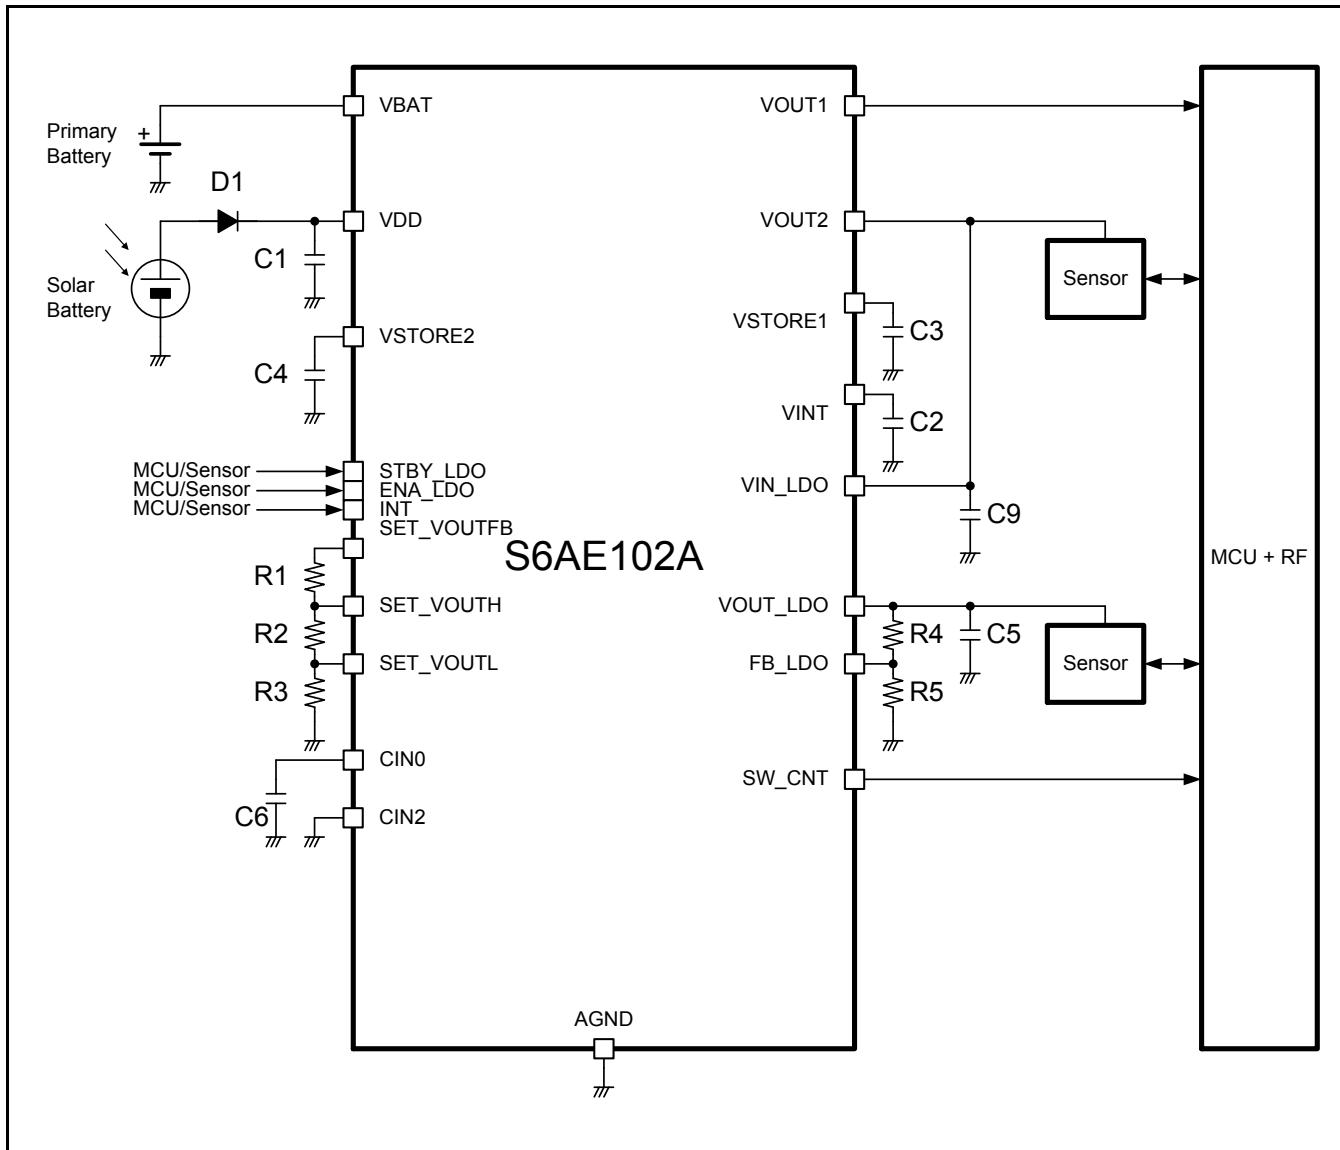 VBAT
VOUT1
Primary
Battery
+
D1
VDD
VOUT2
C1
Sensor
Solar
Battery
VSTORE2
VSTORE1
C3
C4
VINT
C2
MCU/Sensor
STBY_LDO
MCU/Sensor
ENA_LDO
MCU/Sensor
INT
VIN_LDO
C9
SET_VOUTFB
S6AE102A
MCU + RF
R1
SET_VOUTH
VOUT_LDO
R2
R4
C5
SET_VOUTL
FB_LDO
Sensor
R3
R5
CIN0
SW_CNT
C6
CIN2
AGND